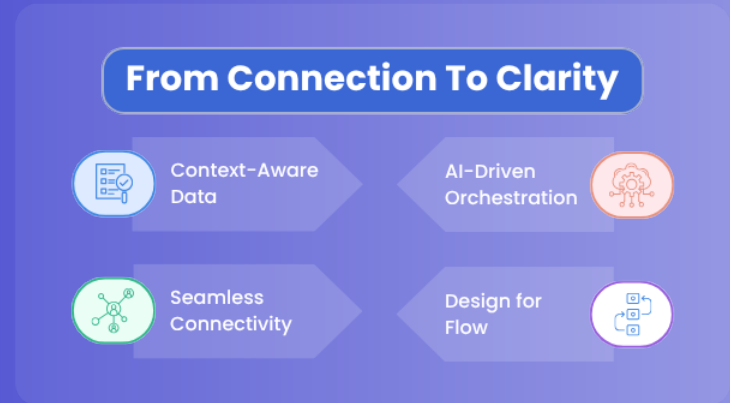 From Connection To Clarity
Context-Aware
Data
AI-Driven
Orchestration
Seamless
Connectivity
Design for
Flow